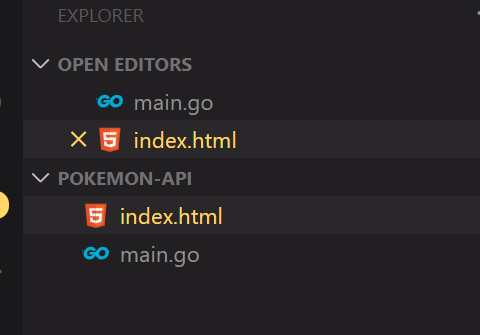 EXPLORER
OPEN EDITORS
GO main.go
index.html
POKEMON-API
index.html
GO main.go